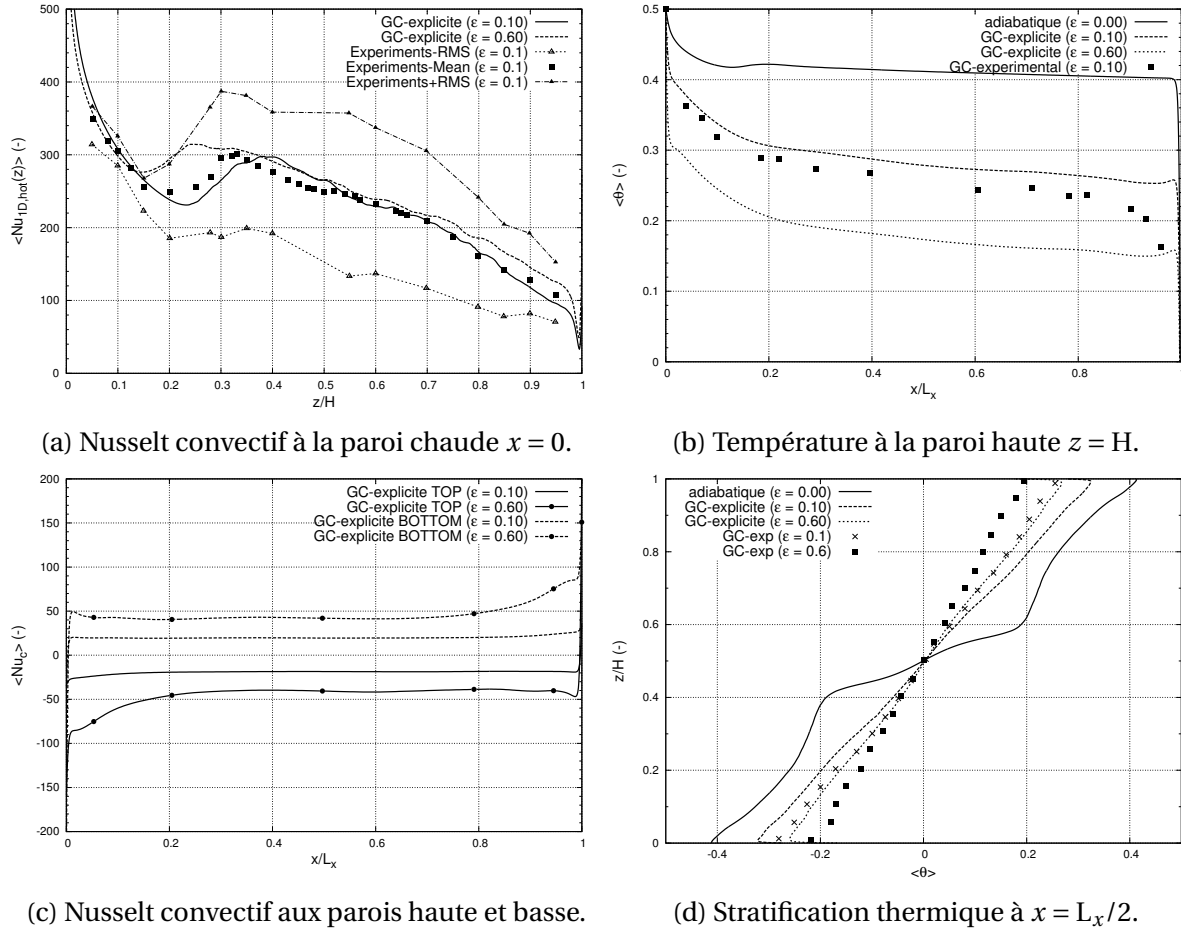 500
400
300
200
100
0
0 0.1 0.2 0.3 0.4 0.5 0.6 0.7 0.8 0.9 1
<Nu1D,hot(z)> (-)
z/H
GC-explicite (ε = 0.10)
GC-explicite (ε = 0.60)
Experiments-RMS (ε = 0.1)
Experiments-Mean (ε = 0.1)
Experiments+RMS (ε = 0.1)
(a) Nusselt convectif à la paroi chaude x = 0.
0.5
0.4
0.3
0.2
0.1
0
0 0.2 0.4 0.6 0.8 1
<θ> (-)
x/Lx
adiabatique (ε = 0.00)
GC-explicite (ε = 0.10)
GC-explicite (ε = 0.60)
GC-experimental (ε = 0.10)
(b) Température à la paroi haute z = H.
200
150
100
50
0
-50
-100
-150
-200
0 0.2 0.4 0.6 0.8 1
<Nuc> (-)
x/Lx
GC-explicite TOP (ε = 0.10)
GC-explicite TOP (ε = 0.60)
GC-explicite BOTTOM (ε = 0.10)
GC-explicite BOTTOM (ε = 0.60)
(c) Nusselt convectif aux parois haute et basse.
1
0.8
0.6
0.4
0.2
0
-0.4 -0.2 0 0.2 0.4
z/H (-)
<θ>
adiabatique (ε = 0.00)
GC-explicite (ε = 0.10)
GC-explicite (ε = 0.60)
GC-exp (ε = 0.1)
GC-exp (ε = 0.6)
(d) Stratification thermique à x = Lx/2.